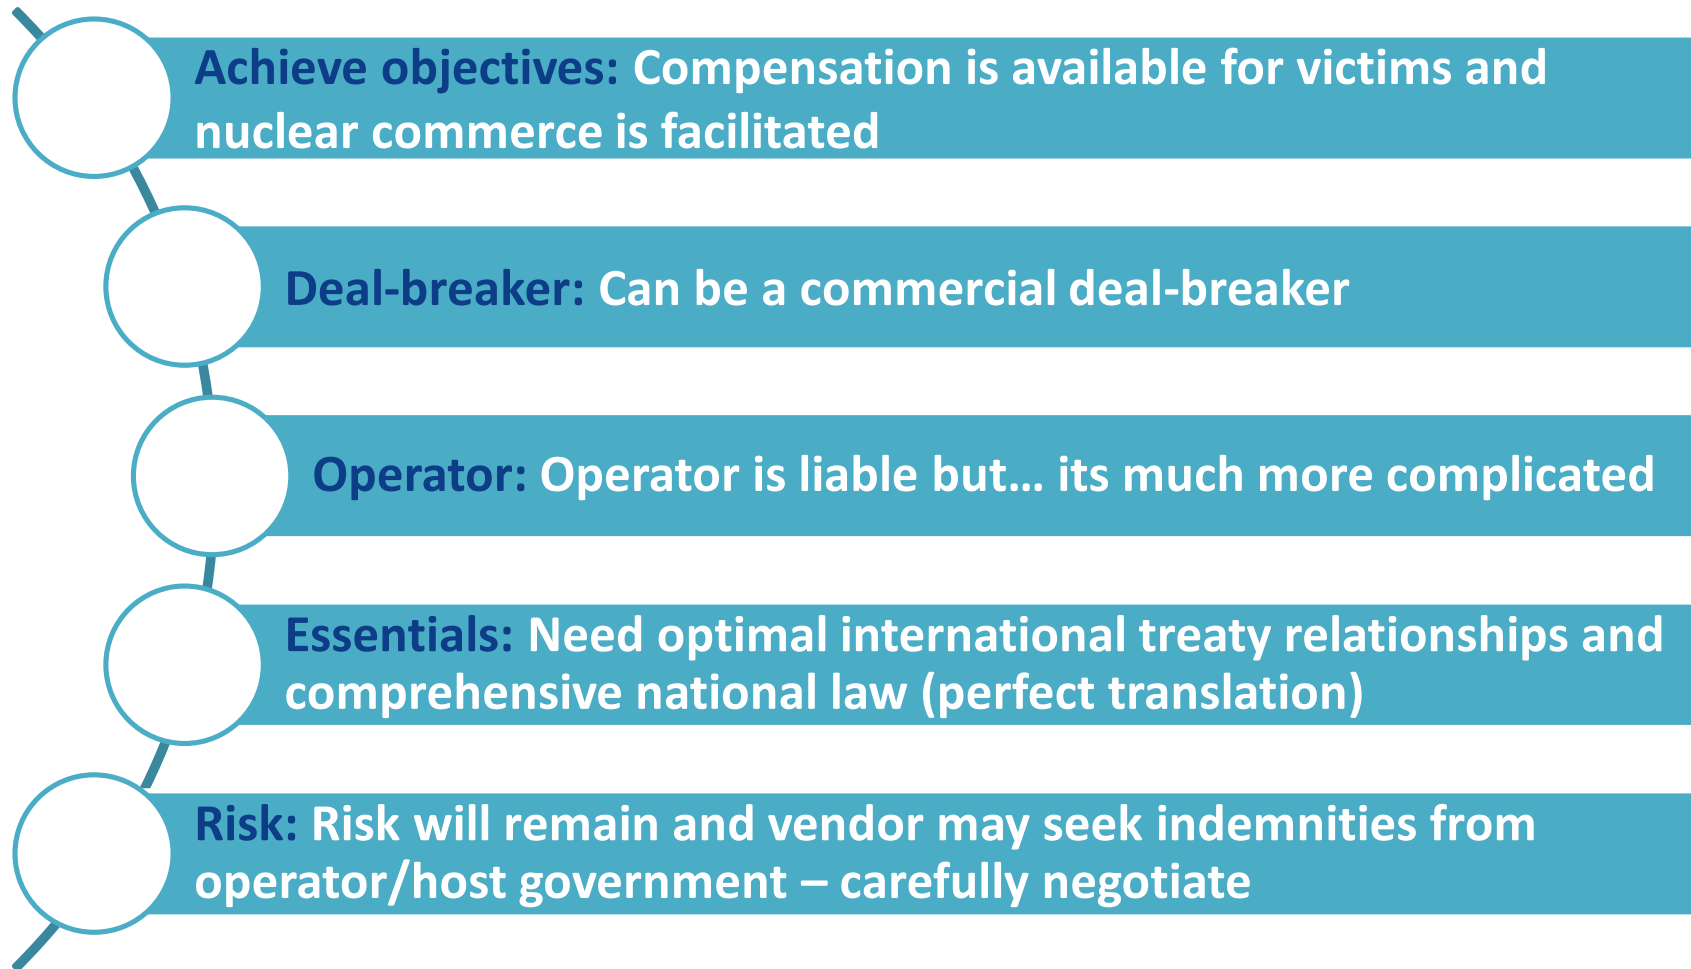 Achieve objectives: Compensation is available for victims and
nuclear commerce is facilitated
Deal-breaker: Can be a commercial deal-breaker
Operator: Operator is liable but… its much more complicated
Essentials: Need optimal international treaty relationships and
comprehensive national law (perfect translation)
Risk: Risk will remain and vendor may seek indemnities from
operator/host government – carefully negotiate